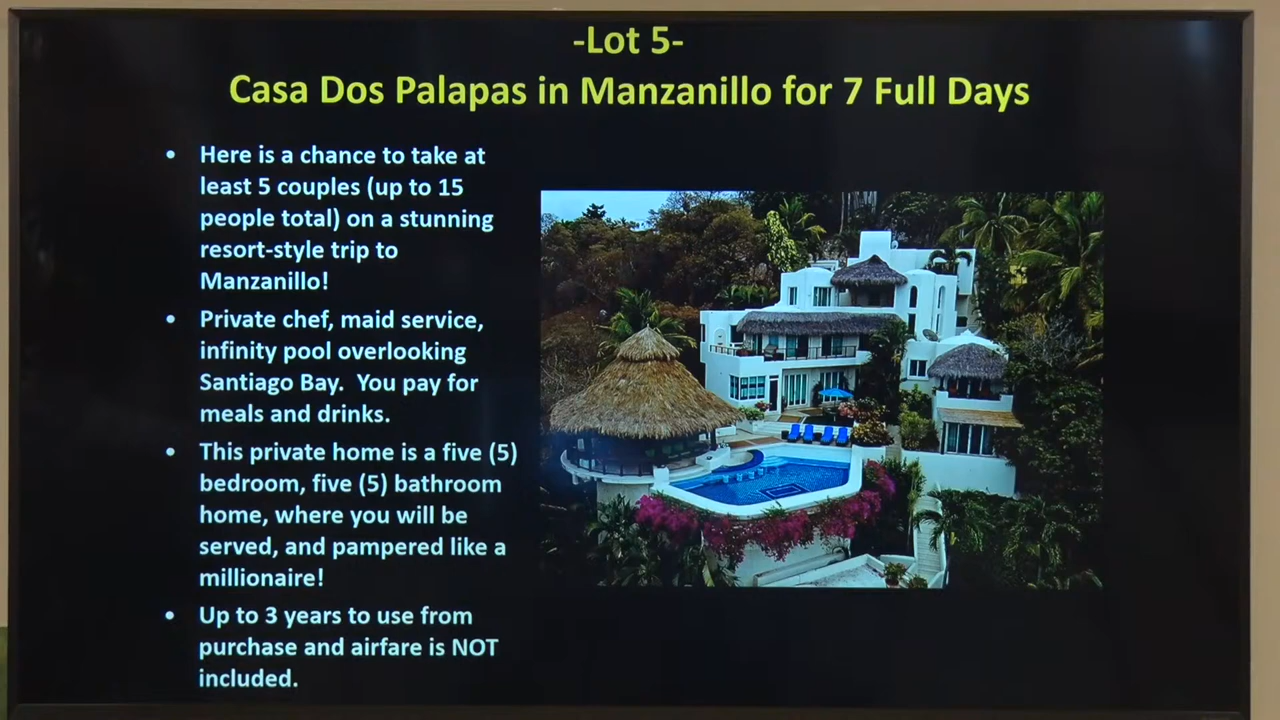 -Lot 5-
Casa Dos Palapas in Manzanillo for 7 Full Days
• Here is a chance to take at
least 5 couples (up to 15
people total) on a stunning
resort-style trip to
Manzanillo!
• Private chef, maid service,
infinity pool overlooking
Santiago Bay.  You pay for
meals and drinks.
• This private home is a five (5)
bedroom, five (5) bathroom
home, where you will be
served, and pampered like a
millionaire!
• Up to 3 years to use from
purchase and airfare is NOT
included.